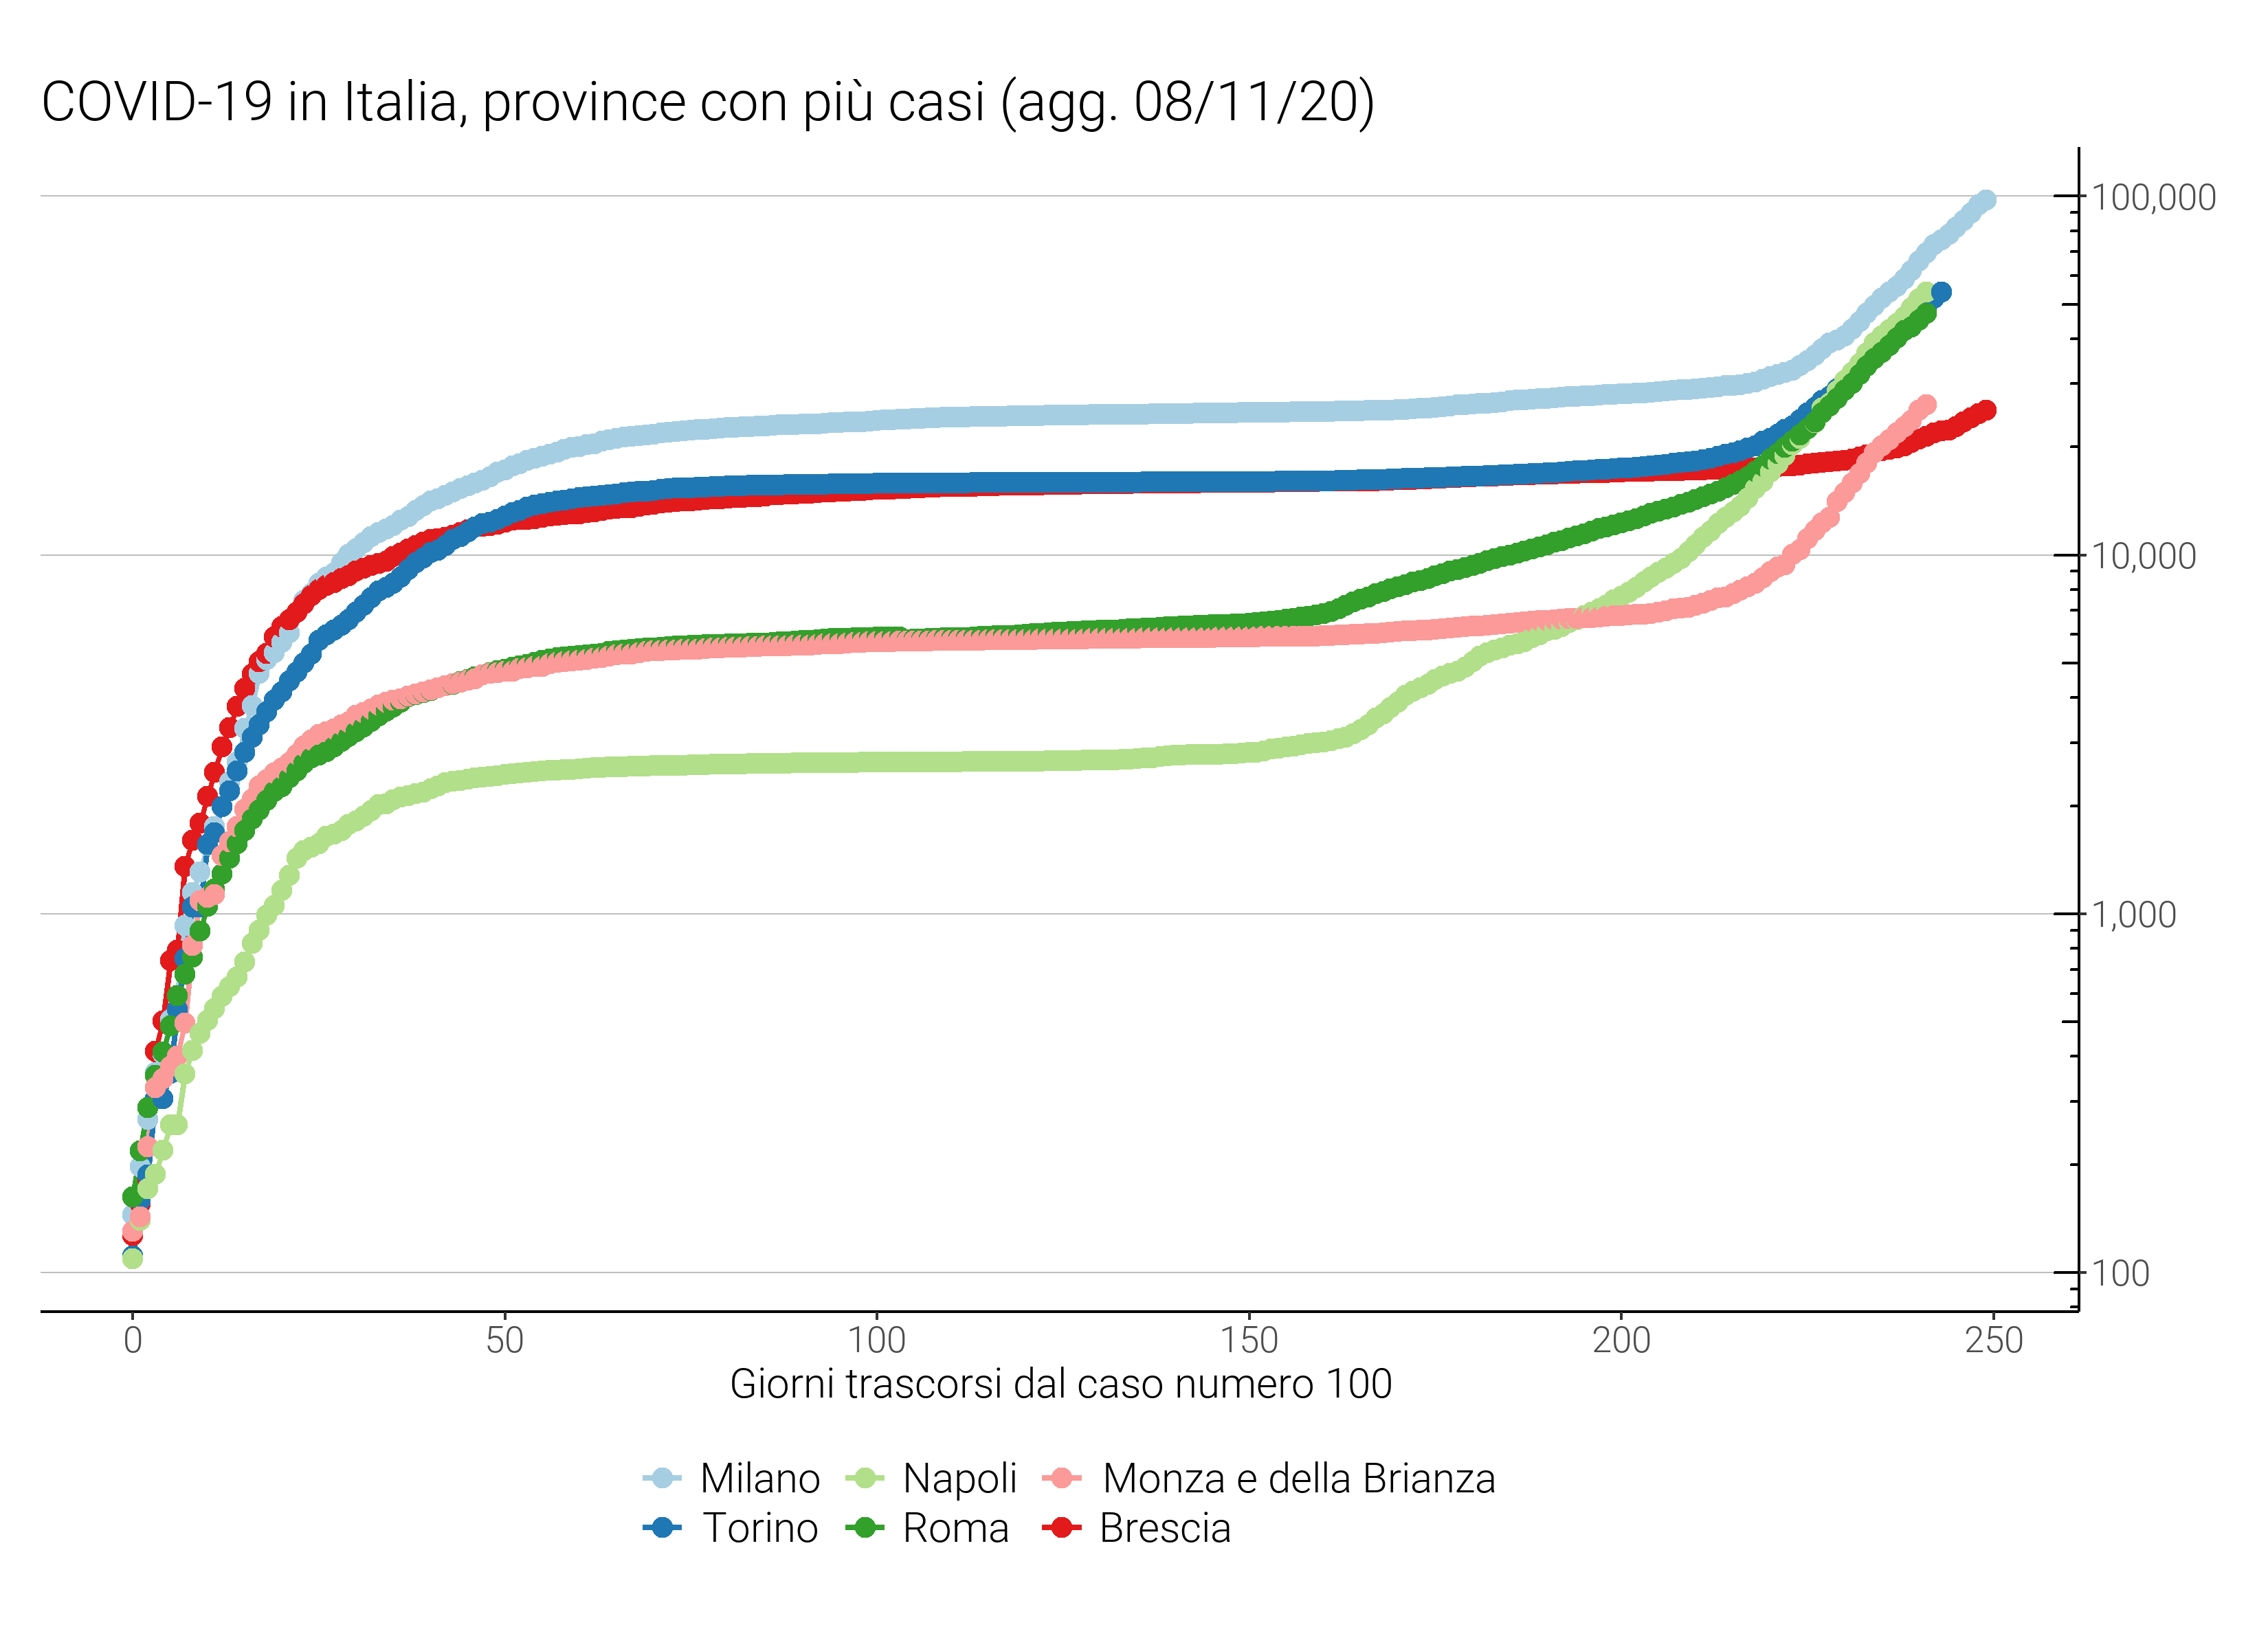 COVID-19 in Italia, province con più casi (agg. 08/11/20)
100,000
10,000
1,000
100
0 50 100 150 200 250
Giorni trascorsi dal caso numero 100
Milano Napoli Monza e della Brianza
Torino Roma Brescia